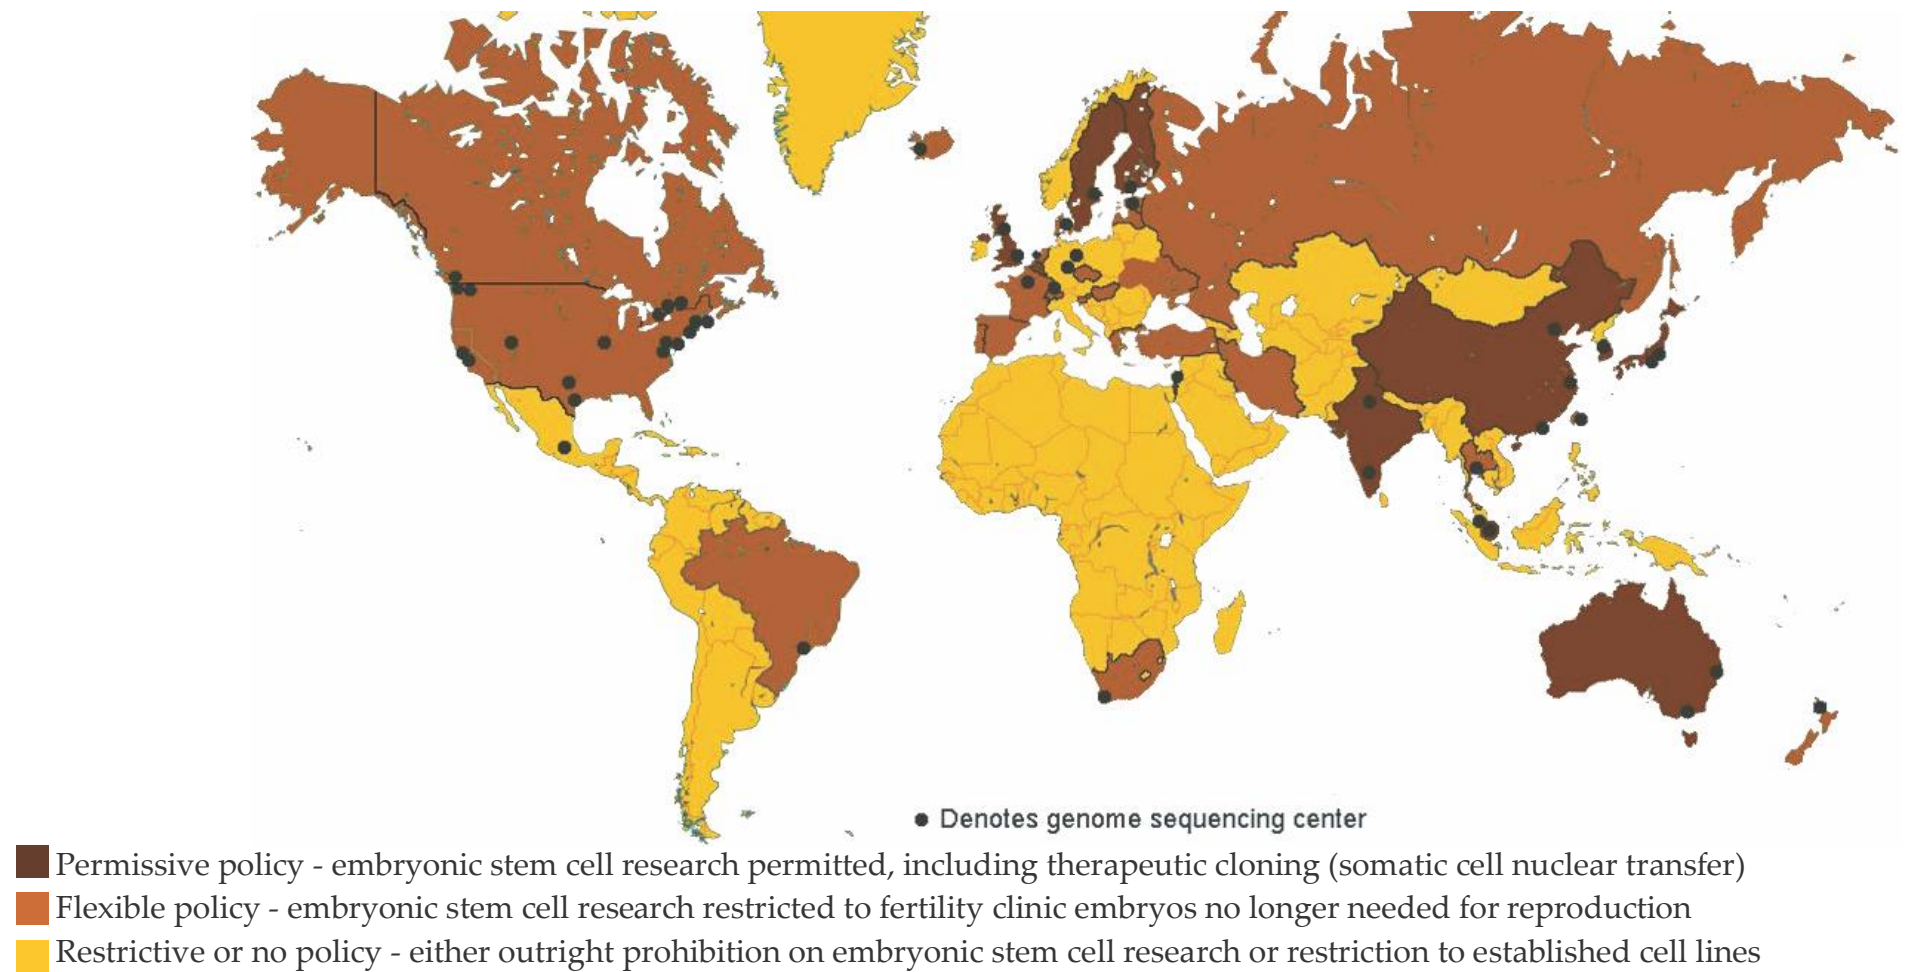 Denotes genome sequencing center
Permissive policy - embryonic stem cell research permitted, including therapeutic cloning (somatic cell nuclear transfer)
Flexible policy - embryonic stem cell research restricted to fertility clinic embryos no longer needed for reproduction
Restrictive or no policy - either outright prohibition on embryonic stem cell research or restriction to established cell lines